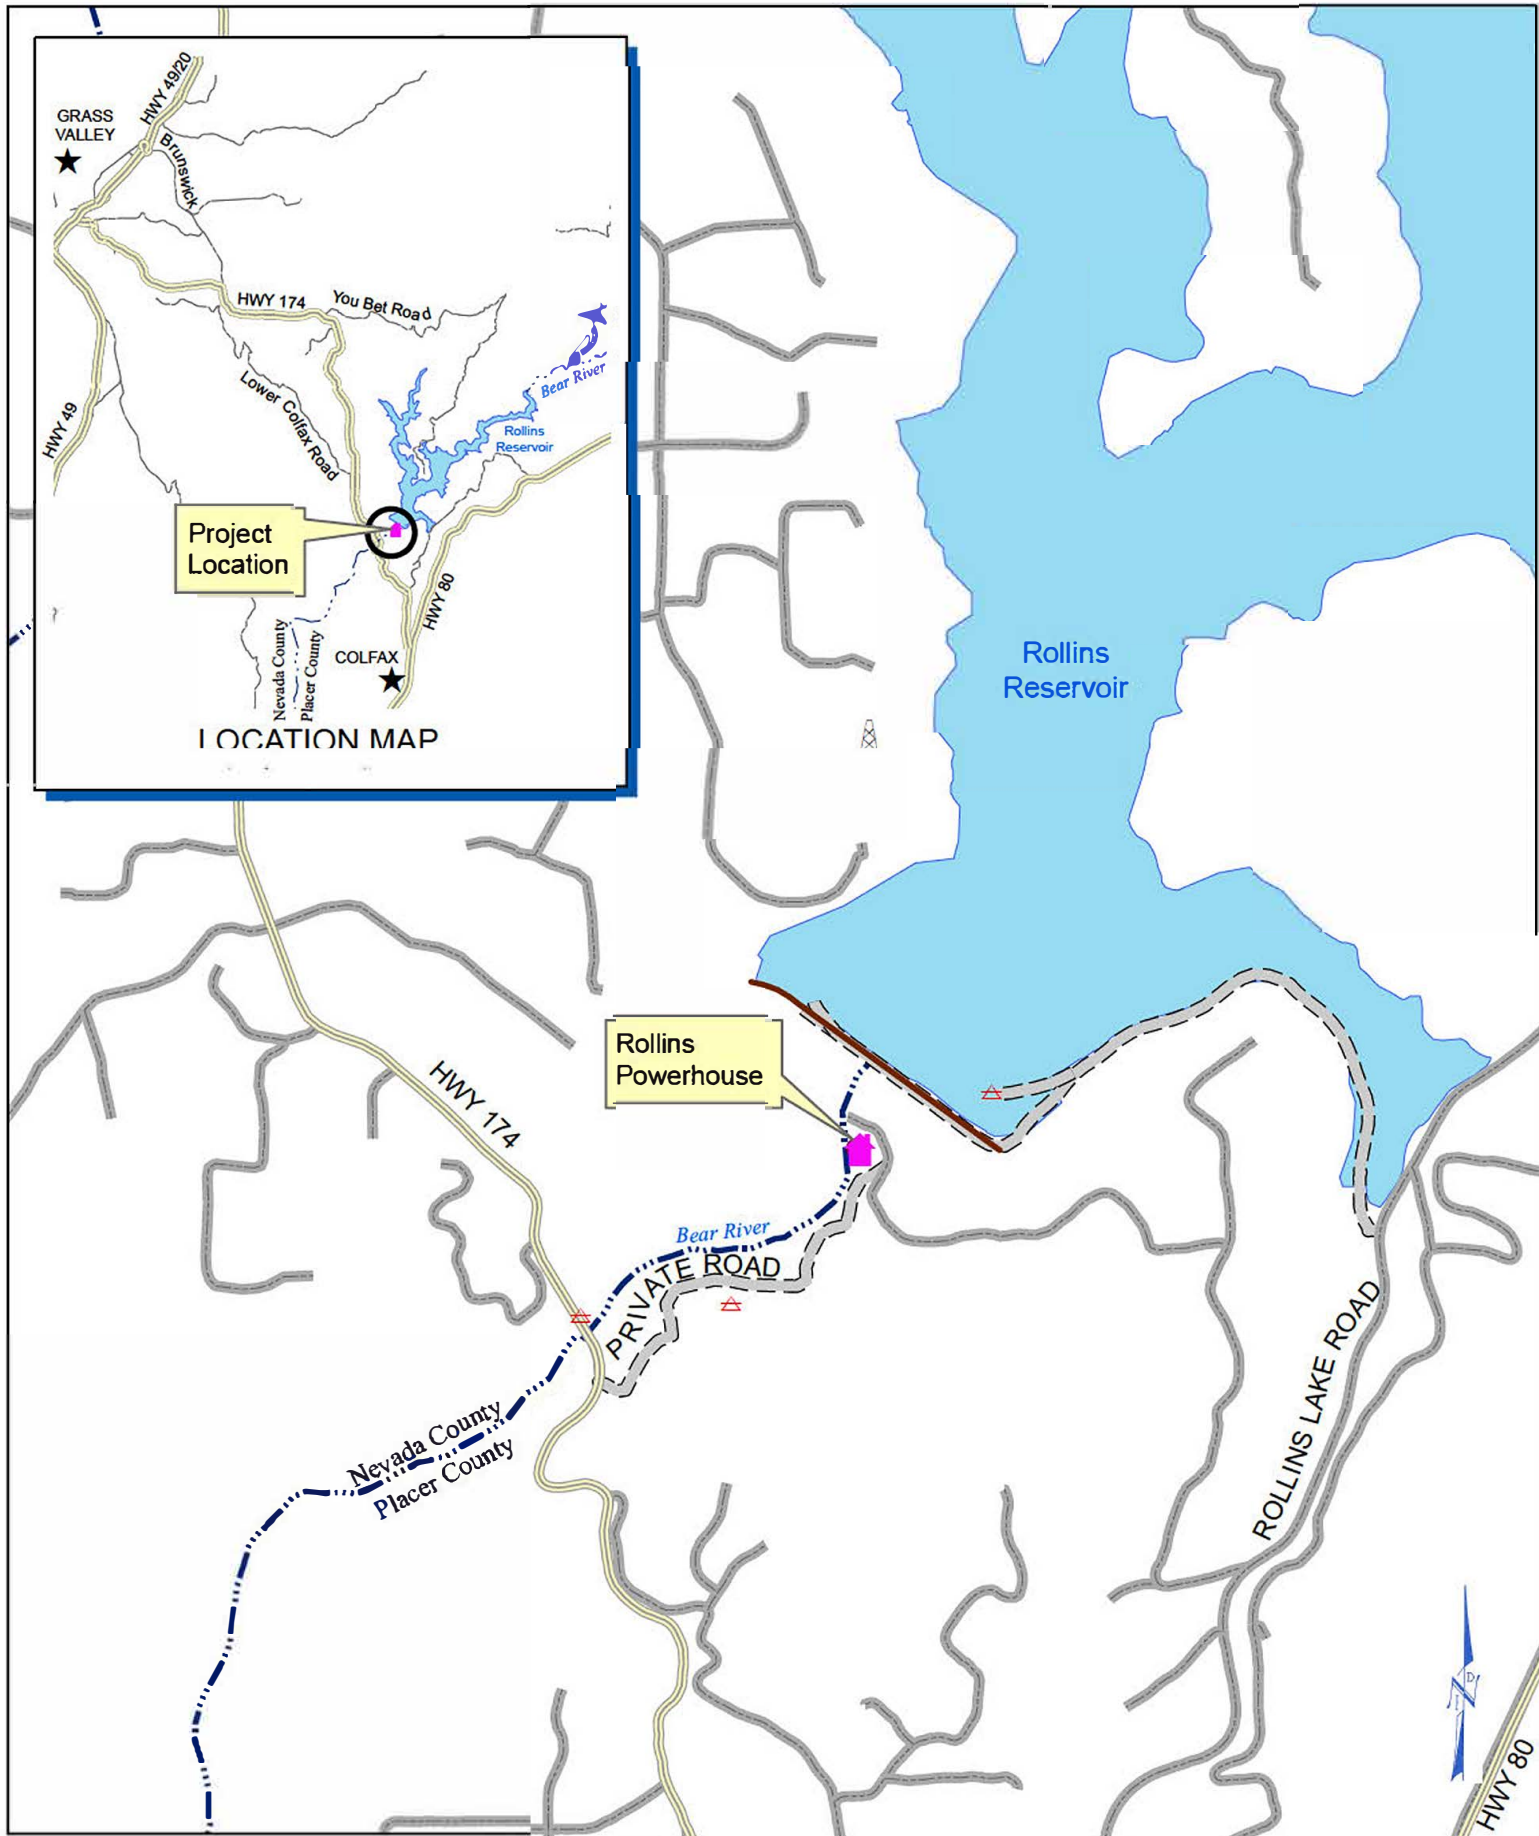 HWY 49/20
GRASS
VALLEY
Brunswick
HWY 174
You Bet Road
Bear River
Lower Colfax Road
HWY 49
Rollins
Reservoir
Project
Location
HWY 80
Nevada County
Placer County
COLFAX
LOCATION MAP
Rollins
Reservoir
Rollins
Powerhouse
HWY 174
Bear River
PRIVATE ROAD
Nevada County
Placer County
ROLLINS LAKE ROAD
HWY 80